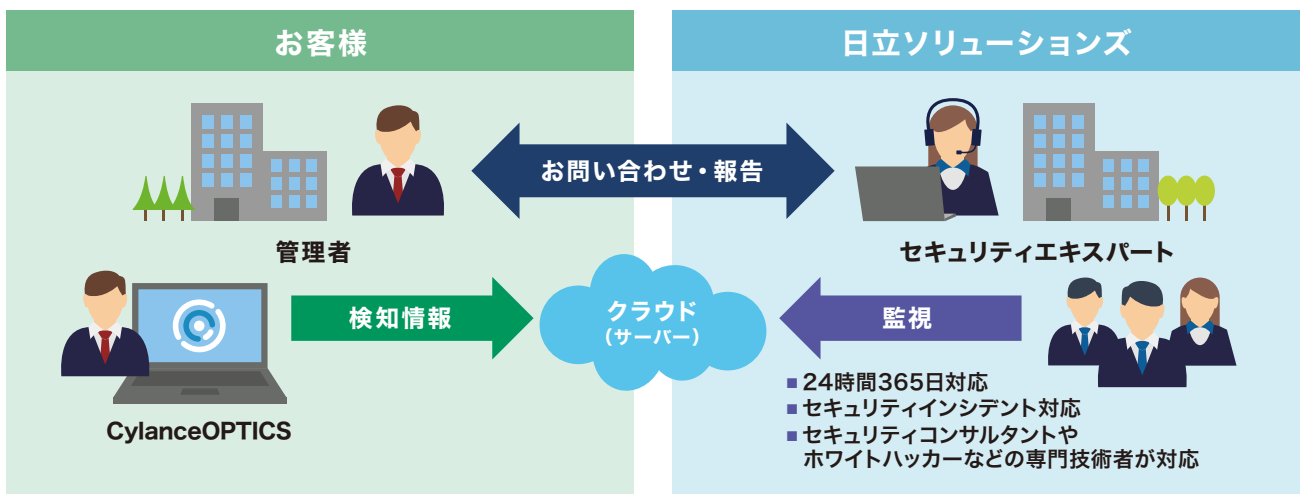 お客様
日立ソリューションズ
お問い合わせ・報告
管理者
セキュリティエキスパート
検知情報
クラウド
（サーバー）
監視
CylanceOPTICS
■24時間365日対応
■セキュリティインシデント対応
■セキュリティコンサルタントや
ホワイトハッカーなどの専門技術者が対応